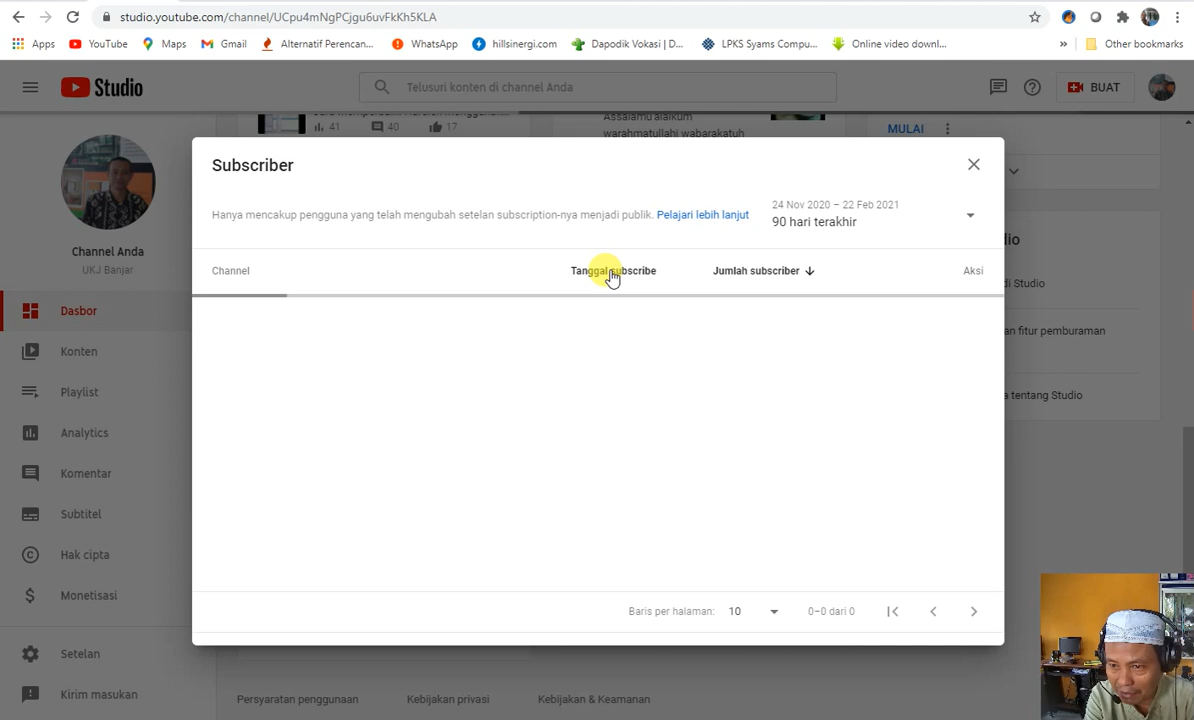 studio.youtube.com/channel/UCpu4mNgPCjgu6uvFkKh5KLA
Apps YouTube Maps Gmail Alternatif Perencan... WhatsApp hillsinergi.com Dapodik Vokasi | D... LPKS Syams Compu... Online video downl... » Other bookmarks
Studio
Telusuri konten di channel Anda
BUAT
41 40 17
Assalamu alaikum
warahmatullahi wabarakatuh
MULAI
Channel Anda
UKJ Banjar
Dasbor
Konten
Playlist
Analytics
Komentar
Subtitel
Hak cipta
Monetisasi
Setelan
Kirim masukan
Subscriber
Hanya mencakup pengguna yang telah mengubah setelan subscription-nya menjadi publik. Pelajari lebih lanjut
24 Nov 2020 – 22 Feb 2021
90 hari terakhir
Channel Tanggal subscribe Jumlah subscriber Aksi
Baris per halaman: 10 0–0 dari 0
Studio
fitur pemburaman
tentang Studio
Persyaratan penggunaan Kebijakan privasi Kebijakan & Keamanan